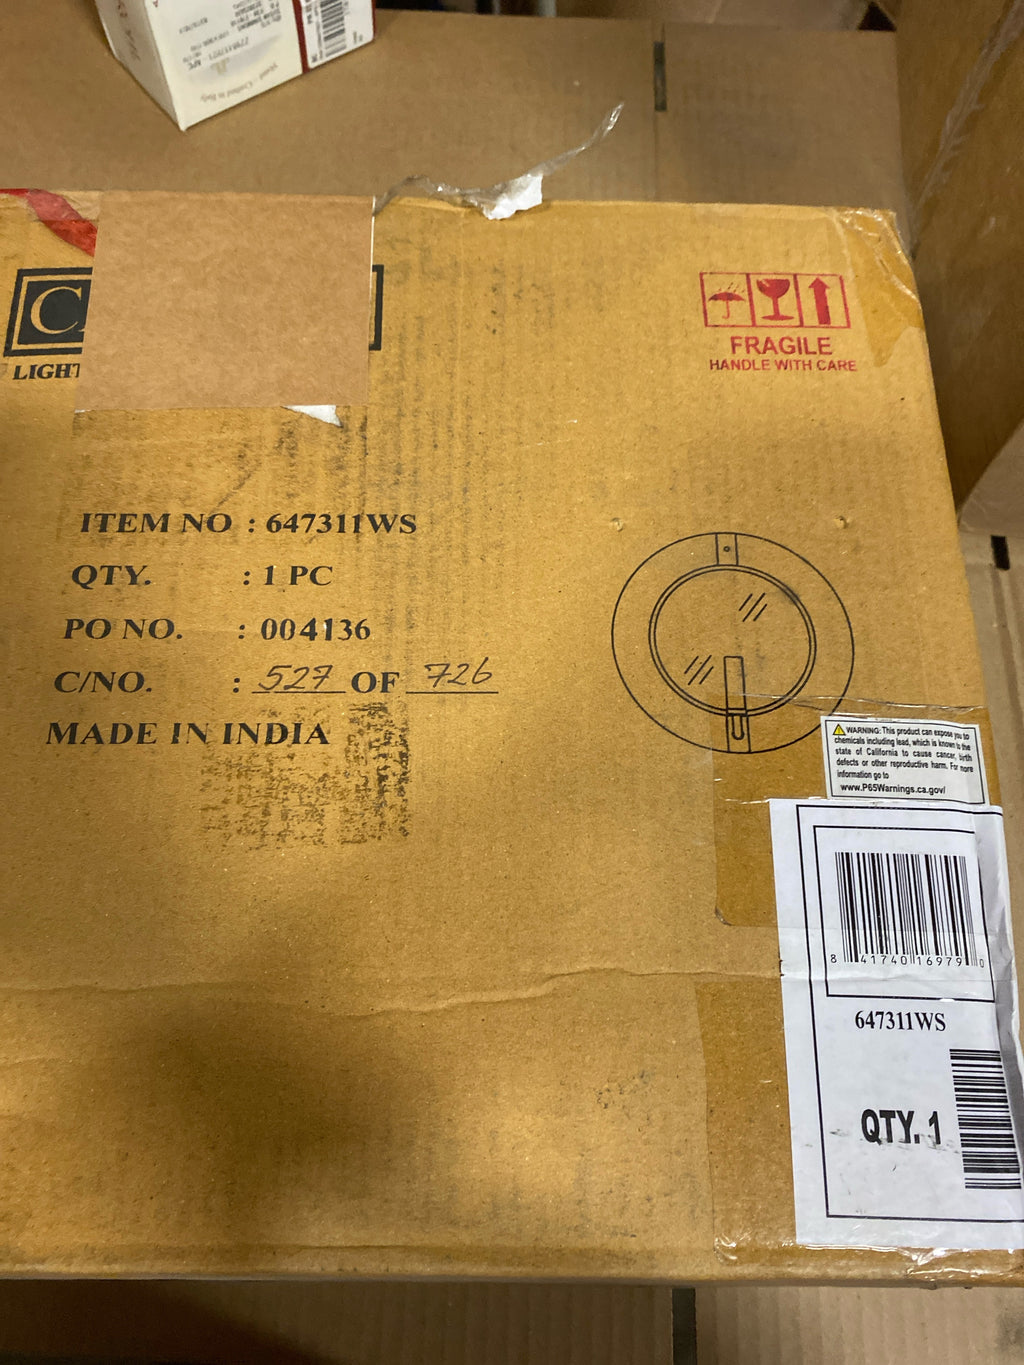 FRAGILE
HANDLE WITH CARE
ITEM NO : 647311WS
QTY. : 1 PC
PO NO. : 004136
C/NO. : 527 OF 726
MADE IN INDIA
WARNING: This product can expose you to
chemicals including lead, which is known to the
state of California to cause cancer, birth
defects or other reproductive harm. For more
information go to
www.P65Warnings.ca.gov/
8 41740 16979 0
647311WS
QTY. 1